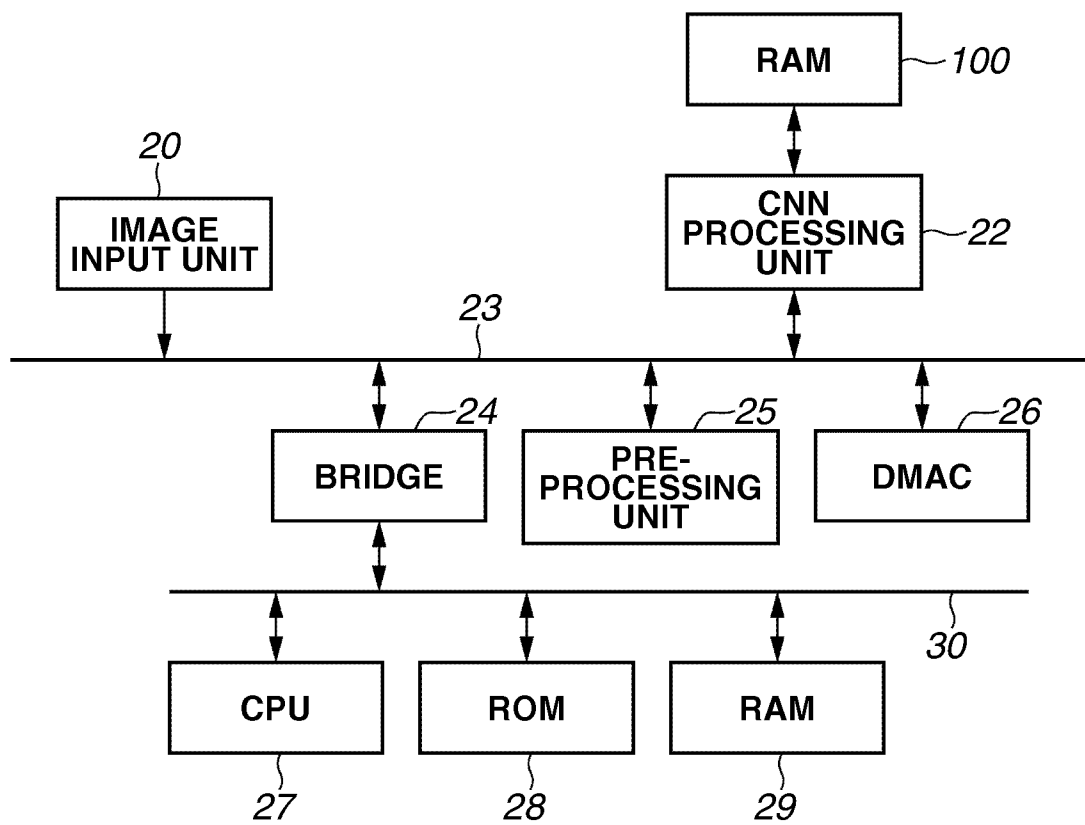 RAM
100
20
IMAGE
INPUT UNIT
CNN
PROCESSING
UNIT
22
23
24
BRIDGE
25
PRE-
PROCESSING
UNIT
26
DMAC
30
CPU
ROM
RAM
27
28
29